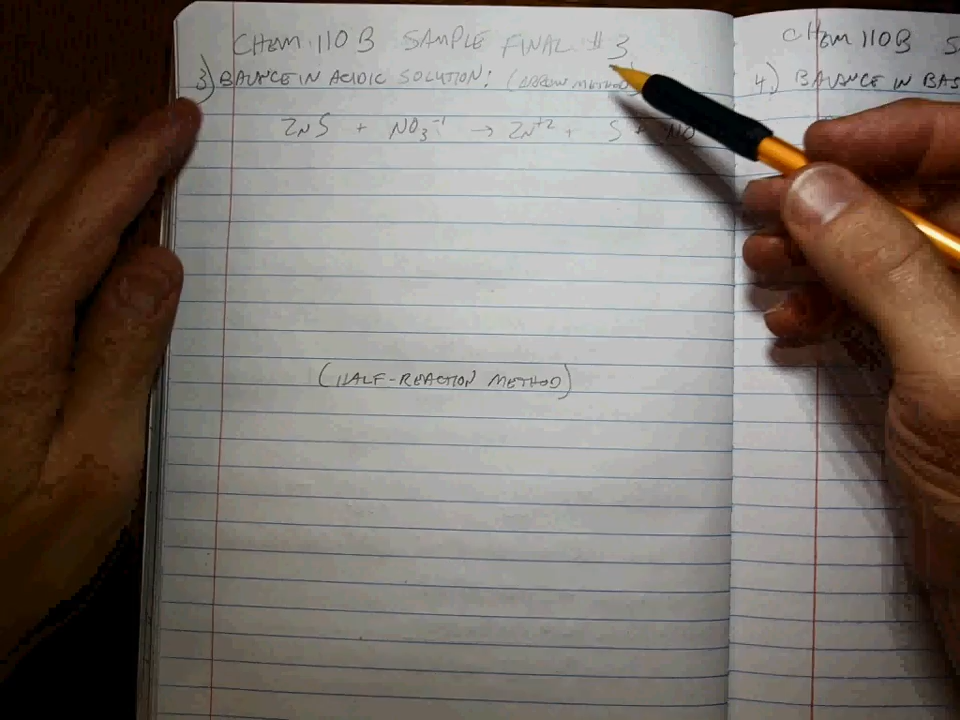 CHEM 110B SAMPLE FINAL #3
3) BALANCE IN ACIDIC SOLUTION: (ARROW METHOD)
ZnS + NO3^-1 → Zn^+2 + S + NO
(HALF-REACTION METHOD)
CHEM 110B S
4.) BALANCE IN BAS